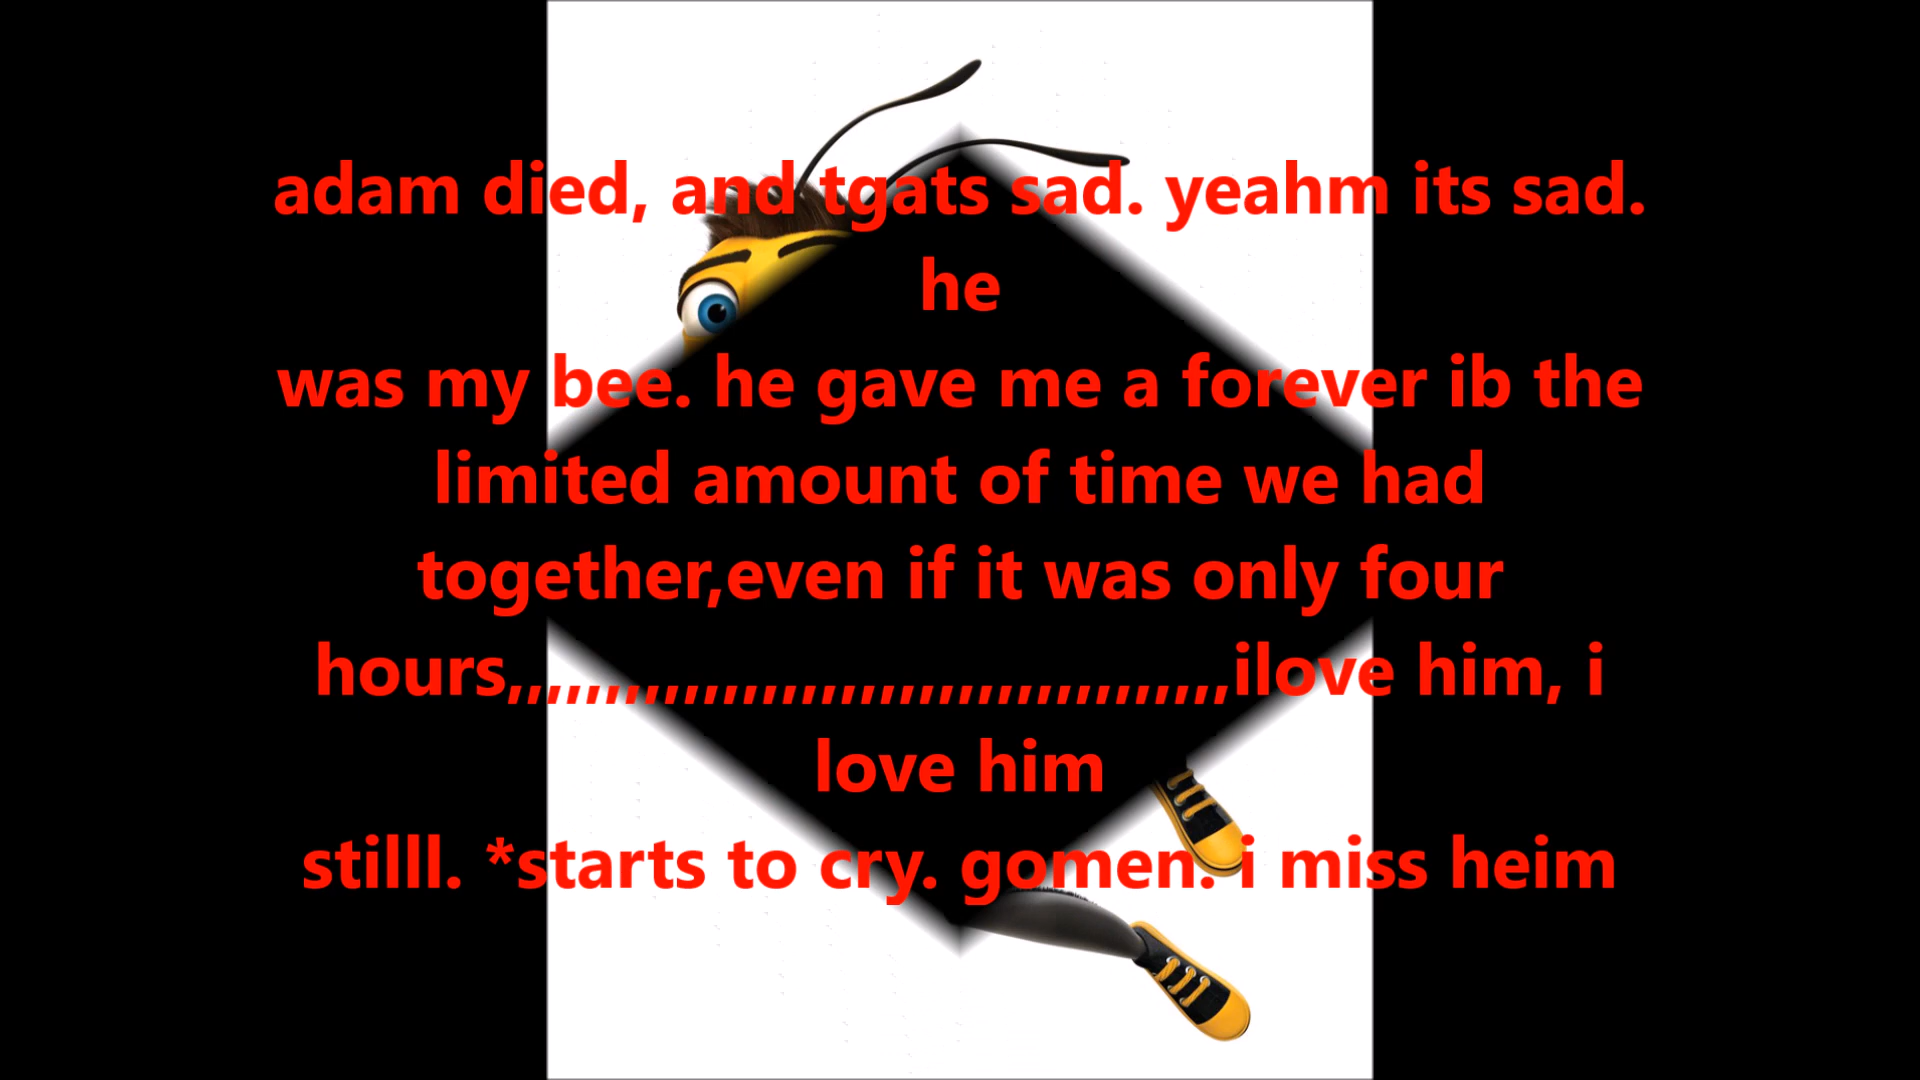 adam died, and tgats sad. yeahm its sad.
he
was my bee. he gave me a forever ib the
limited amount of time we had
together,even if it was only four
hours,,,,,,,,,,,,,,,,,,,,,,,,,,,,,,,,,,,,,ilove him, i
love him
stilll. *starts to cry. gomen. i miss heim